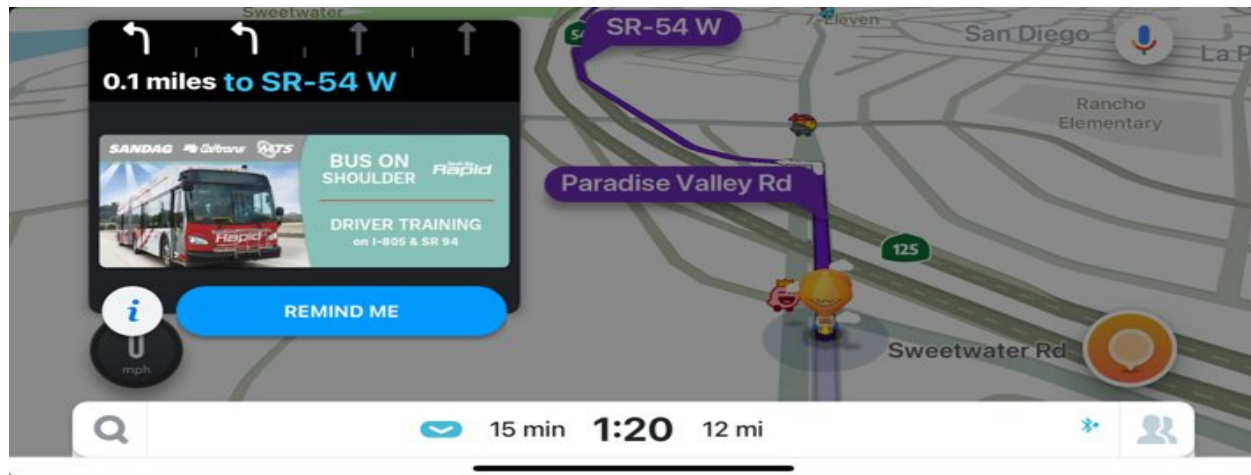 Sweetwater
0.1 miles to SR-54 W
SANDAG Caltrans MTS
BUS ON
SHOULDER
Rapid
DRIVER TRAINING
on I-805 & SR 94
Rapid
i
REMIND ME
0
mph
54
SR-54 W
Eleven
San Diego
La P
Rancho
Elementary
Paradise Valley Rd
125
Sweetwater Rd
15 min 1:20 12 mi